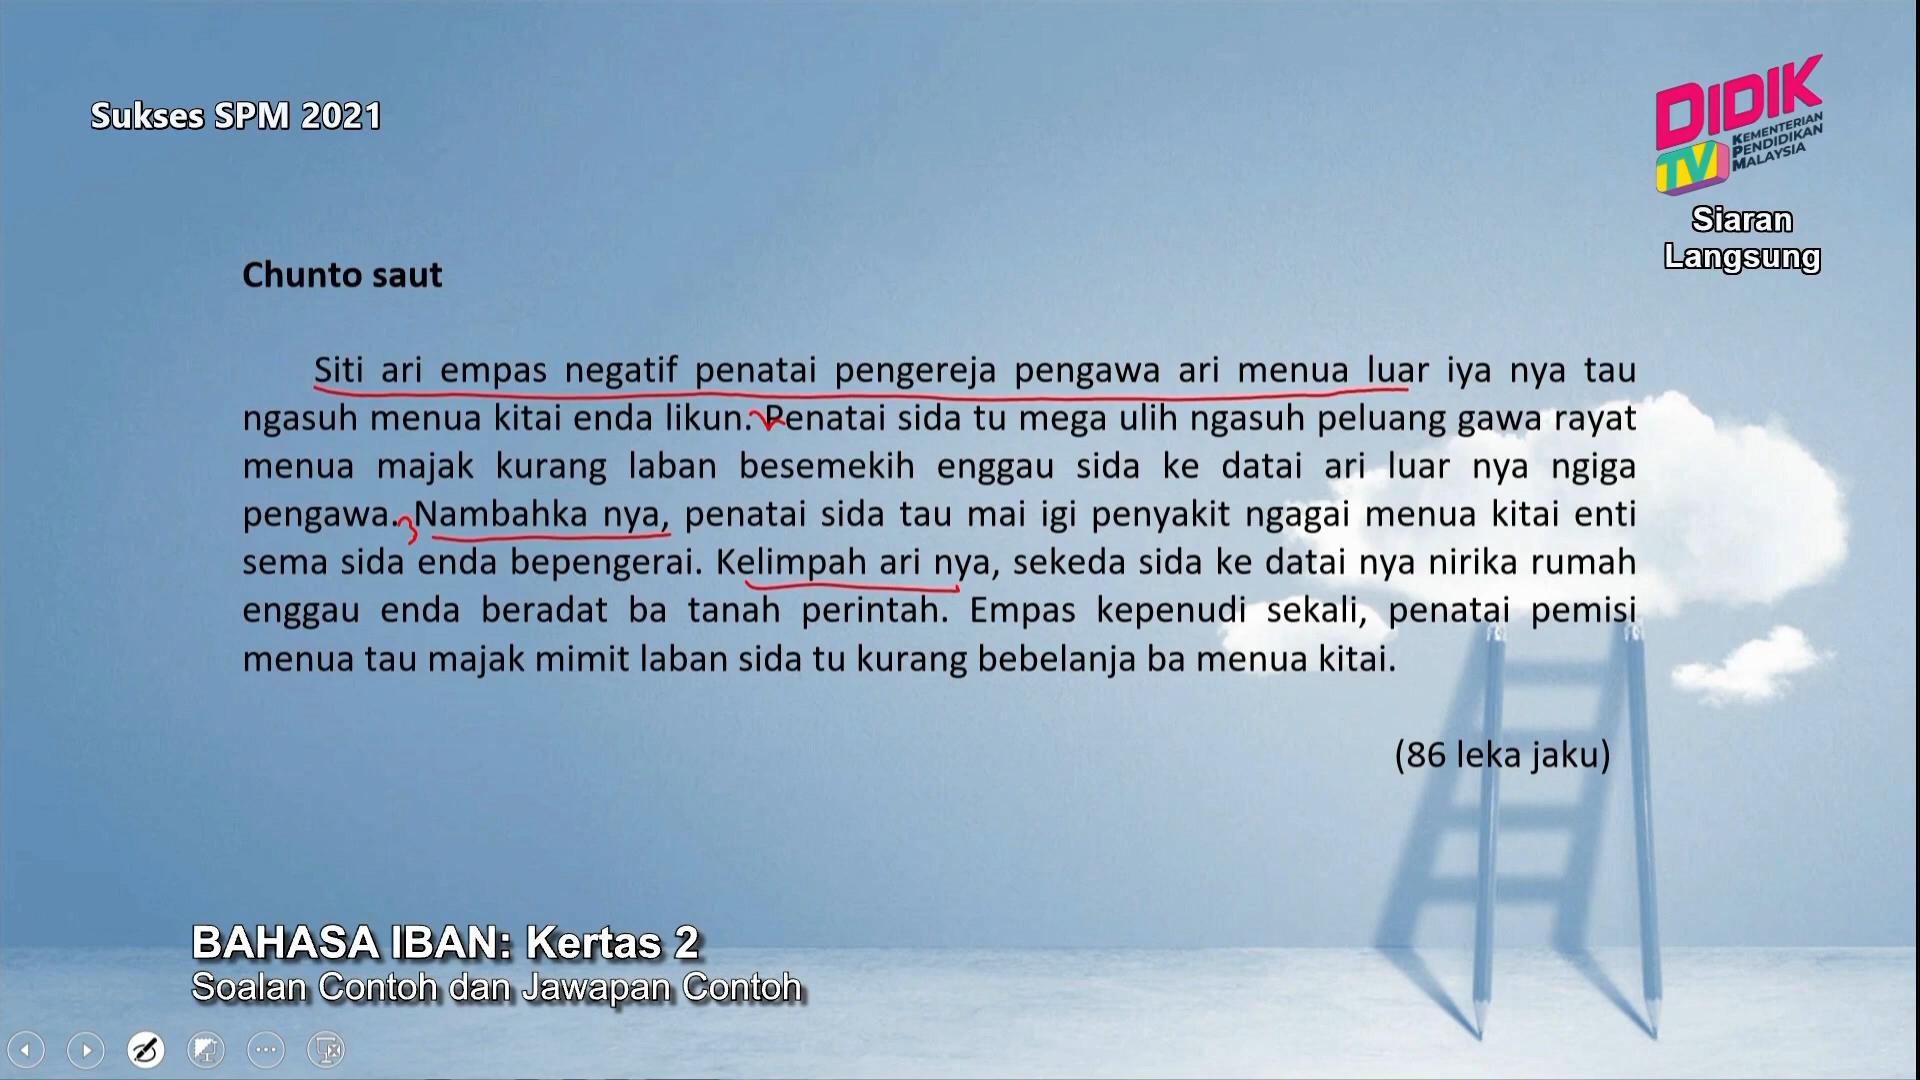 Sukses SPM 2021
DIDIK
TV
KEMENTERIAN
PENDIDIKAN
MALAYSIA
Siaran
Langsung
Chunto saut
Siti ari empas negatif penatai pengereja pengawa ari menua luar iya nya tau
ngasuh menua kitai enda likun. Penatai sida tu mega ulih ngasuh peluang gawa rayat
menua majak kurang laban besemekih enggau sida ke datai ari luar nya ngiga
pengawa. Nambahka nya, penatai sida tau mai igi penyakit ngagai menua kitai enti
sema sida enda bepengerai. Kelimpah ari nya, sekeda sida ke datai nya nirika rumah
enggau enda beradat ba tanah perintah. Empas kepenudi sekali, penatai pemisi
menua tau majak mimit laban sida tu kurang bebelanja ba menua kitai.
(86 leka jaku)
BAHASA IBAN: Kertas 2
Soalan Contoh dan Jawapan Contoh